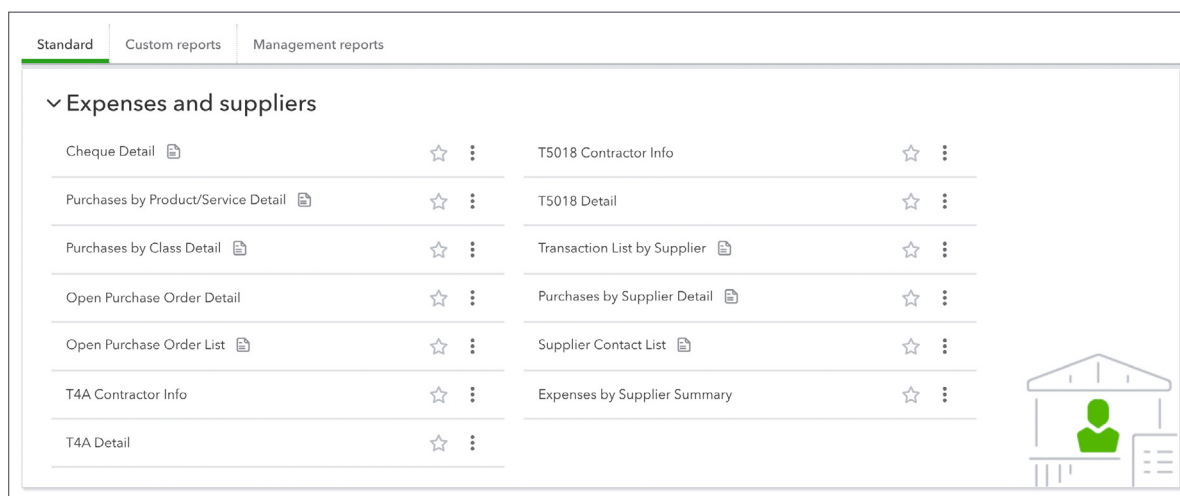 Standard
Custom reports
Management reports
Expenses and suppliers
Cheque Detail
Purchases by Product/Service Detail
Purchases by Class Detail
Open Purchase Order Detail
Open Purchase Order List
T4A Contractor Info
T4A Detail
T5018 Contractor Info
T5018 Detail
Transaction List by Supplier
Purchases by Supplier Detail
Supplier Contact List
Expenses by Supplier Summary